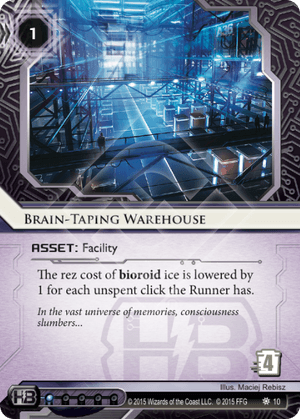 1
BRAIN-TAPING WAREHOUSE
ASSET: Facility
The rez cost of bioroid ice is lowered by
1 for each unspent click the Runner has.
In the vast universe of memories, consciousness
slumbers...
4
Illus. Maciej Rebisz
HB
© 2015 Wizards of the Coast LLC. © 2015 FFG 10